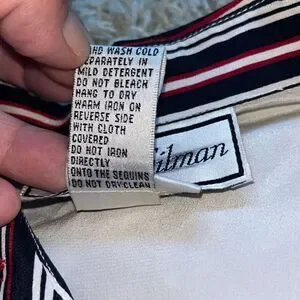 HAND WASH COLD
SEPARATELY IN
MILD DETERGENT
DO NOT BLEACH
HANG TO DRY
WARM IRON ON
REVERSE SIDE
WITH CLOTH
COVERED
DO NOT IRON
DIRECTLY
ONTO THE SEQUINS
DO NOT DRYCLEAN
ilman